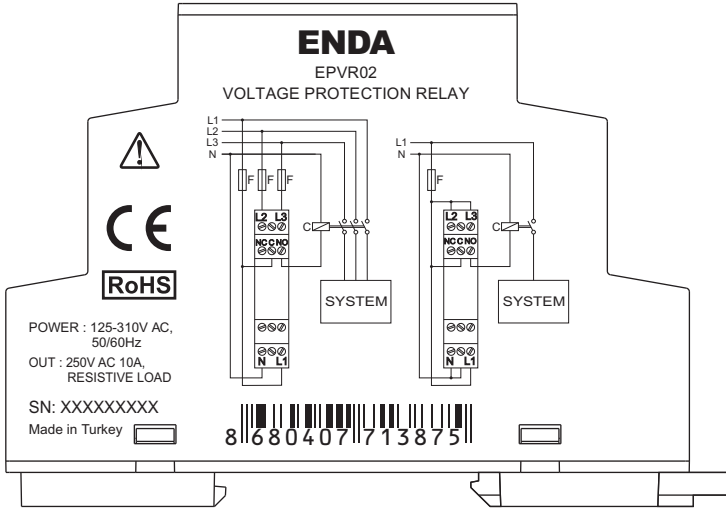 ENDA
EPVR02
VOLTAGE PROTECTION RELAY
L1
L2
L3
N
F F F
L2 L3
NC C NO
C
SYSTEM
N L1
L1
N
F
L2 L3
NC C NO
C
SYSTEM
N L1
CE
RoHS
POWER : 125-310V AC,
50/60Hz
OUT : 250V AC 10A,
RESISTIVE LOAD
SN: XXXXXXXXX
Made in Turkey
8 680407 713875